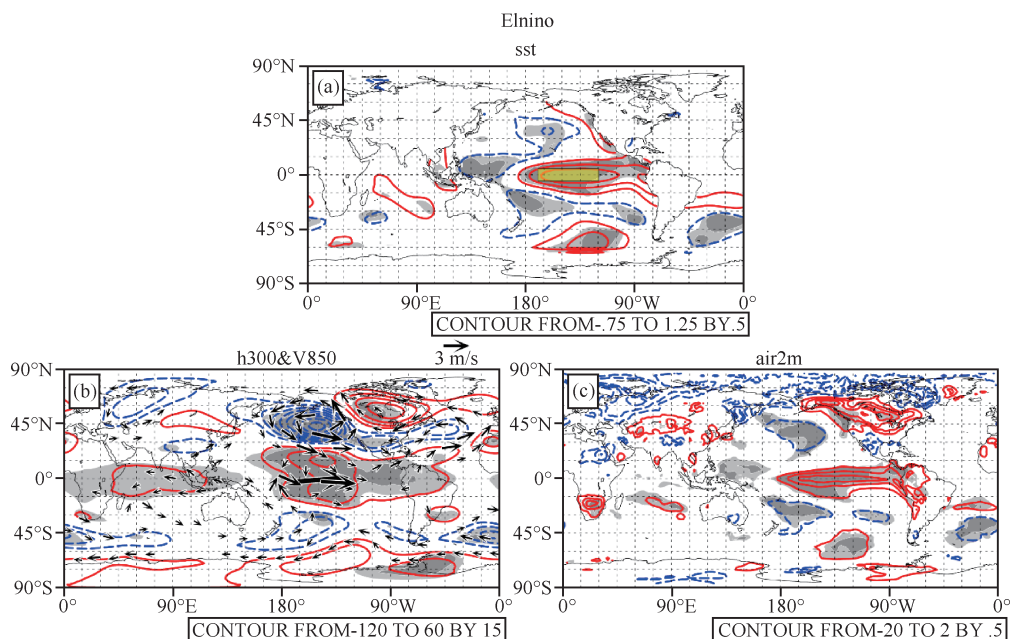 Elnino
sst
90°N
(a)
45°N
0°
45°S
90°S
0° 90°E 180° 90°W 0°
CONTOUR FROM-.75 TO 1.25 BY.5
h300&V850 3 m/s
90°N
(b)
45°N
0°
45°S
90°S
0° 90°E 180° 90°W 0°
CONTOUR FROM-120 TO 60 BY 15
air2m
90°N
(c)
45°N
0°
45°S
90°S
0° 90°E 180° 90°W 0°
CONTOUR FROM-20 TO 2 BY .5